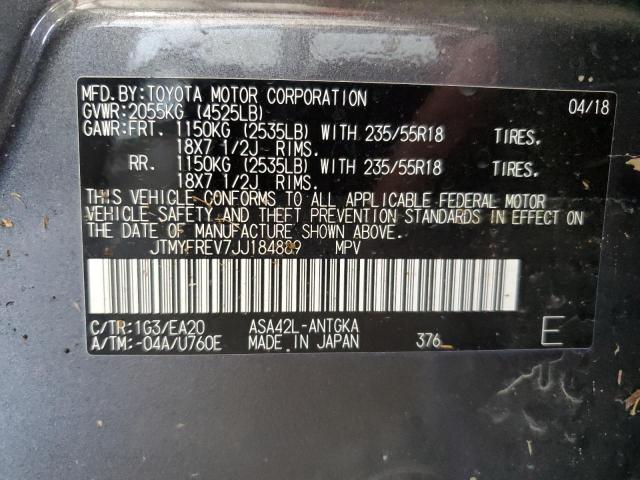 MFD.BY:TOYOTA MOTOR CORPORATION 04/18
GVWR:2055KG (4525LB)
GAWR:FRT. 1150KG (2535LB) WITH 235/55R18 TIRES.
18X7 1/2J RIMS.
RR. 1150KG (2535LB) WITH 235/55R18 TIRES.
18X7 1/2J RIMS.
THIS VEHICLE CONFORMS TO ALL APPLICABLE FEDERAL MOTOR
VEHICLE SAFETY AND THEFT PREVENTION STANDARDS IN EFFECT ON
THE DATE OF MANUFACTURE SHOWN ABOVE.
JTMYFREV7JJ184889 MPV
C/TR:1G3/EA20 ASA42L-ANTGKA
A/TM:-04A/U760E MADE IN JAPAN 376 E